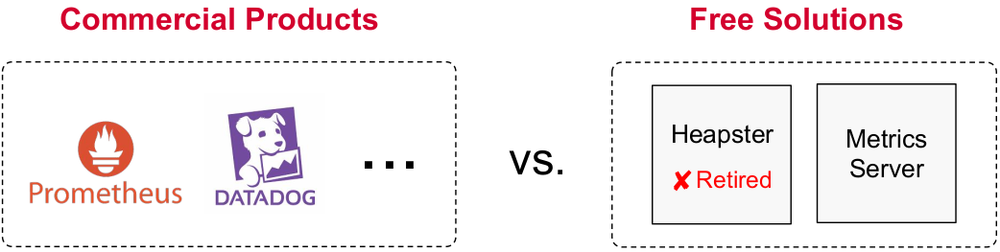 Commercial Products
Free Solutions
Prometheus
DATADOG
...
vs.
Heapster
✘ Retired
Metrics
Server